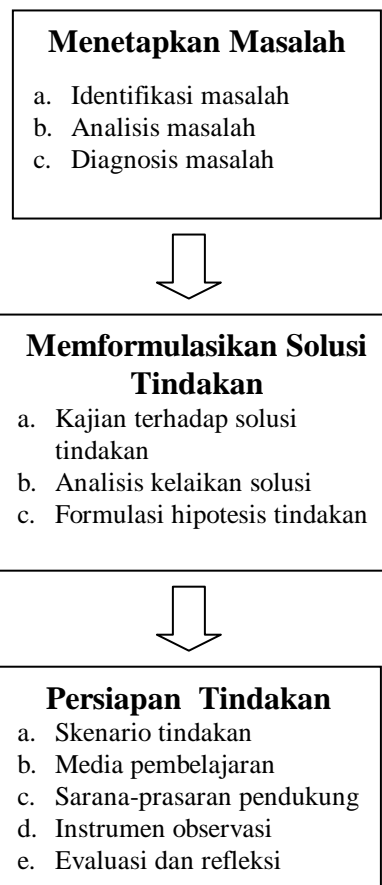 Menetapkan Masalah
a. Identifikasi masalah
b. Analisis masalah
c. Diagnosis masalah
Memformulasikan Solusi
Tindakan
a. Kajian terhadap solusi
tindakan
b. Analisis kelaikan solusi
c. Formulasi hipotesis tindakan
Persiapan Tindakan
a. Skenario tindakan
b. Media pembelajaran
c. Sarana-prasaran pendukung
d. Instrumen observasi
e. Evaluasi dan refleksi